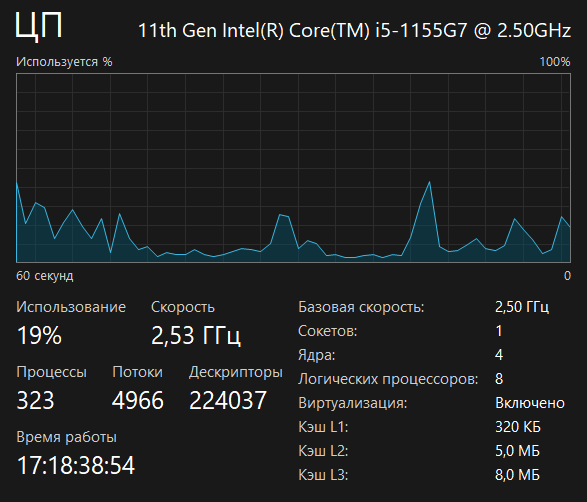 ЦП
11th Gen Intel(R) Core(TM) i5-1155G7 @ 2.50GHz
Используется %
100%
60 секунд
0
Использование
Скорость
19%
2,53 ГГц
Процессы
Потоки
Дескрипторы
323
4966
224037
Время работы
17:18:38:54
Базовая скорость:
2,50 ГГц
Сокетов:
1
Ядра:
4
Логических процессоров:
8
Виртуализация:
Включено
Кэш L1:
320 КБ
Кэш L2:
5,0 МБ
Кэш L3:
8,0 МБ